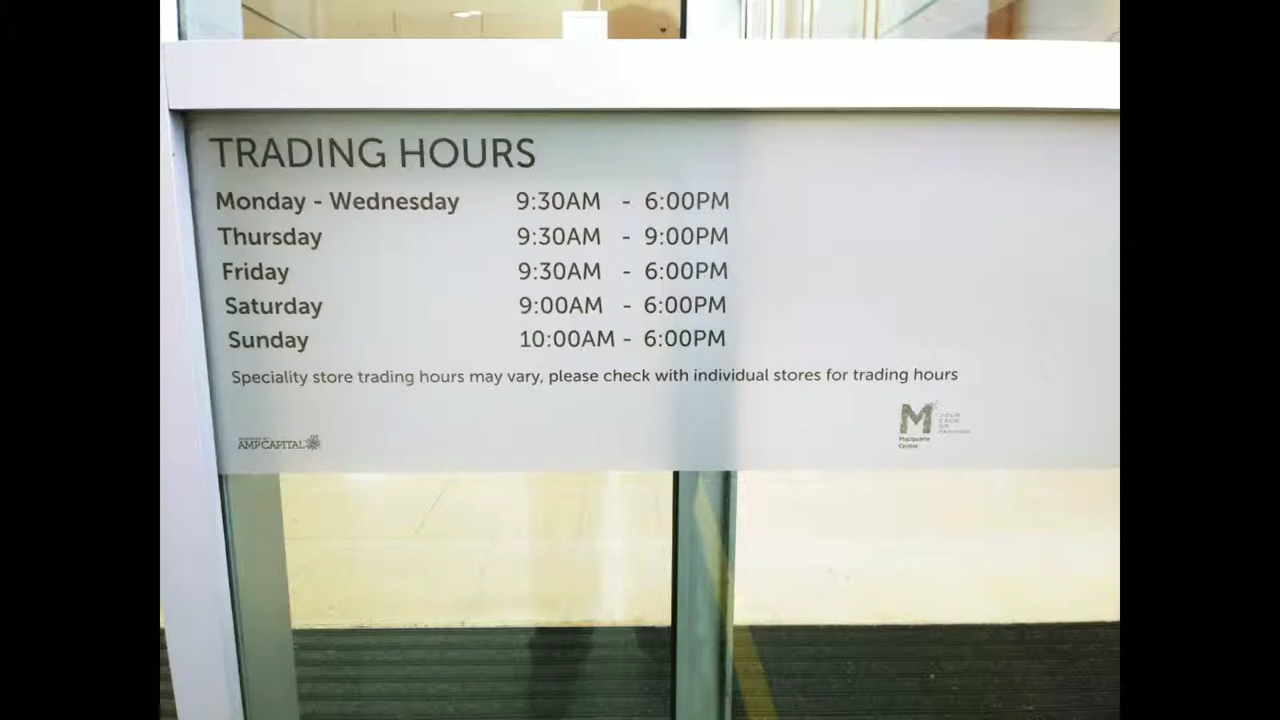 TRADING HOURS
Monday - Wednesday 9:30AM - 6:00PM
Thursday 9:30AM - 9:00PM
Friday 9:30AM - 6:00PM
Saturday 9:00AM - 6:00PM
Sunday 10:00AM - 6:00PM
Speciality store trading hours may vary, please check with individual stores for trading hours
AMP CAPITAL
M
Macquarie
Centre